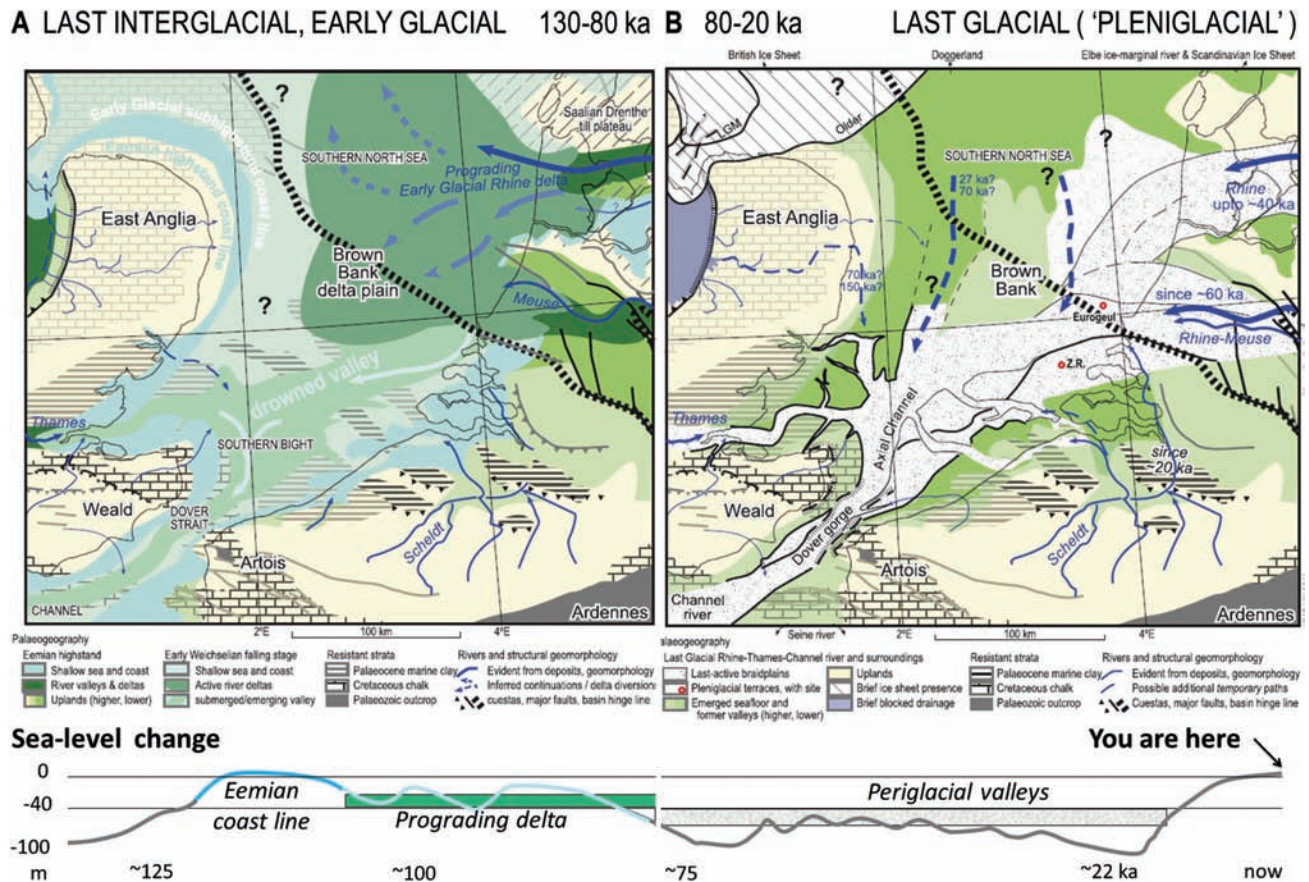 A LAST INTERGLACIAL, EARLY GLACIAL 130-80 ka
Early Glacial subhighstand coast line
Saalian Drenthe
till plateau
?
SOUTHERN NORTH SEA
Prograding
Early Glacial Rhine delta
East Anglia
Brown
Bank
delta plain
?
Meuse
drowned valley
Thames
SOUTHERN BIGHT
Weald
DOVER
STRAIT
Scheldt
Artois
CHANNEL
Ardennes
2°E
100 km
4°E
Palaeogeography
Eemian highstand
Shallow sea and coast
River valleys & deltas
Uplands (higher, lower)
Early Weichselian falling stage
Shallow sea and coast
Active river deltas
submerged/emerging valley
Resistant strata
Palaeocene marine clay
Cretaceous chalk
Palaeozoic outcrop
Rivers and structural geomorphology
Evident from deposits, geomorphology
Inferred continuations / delta diversions
cuestas, major faults, basin hinge line
B 80-20 ka LAST GLACIAL ( 'PLENIGLACIAL' )
British Ice Sheet
Doggerland
Elbe ice-marginal river & Scandinavian Ice Sheet
LGM
Older
?
SOUTHERN NORTH SEA
27 ka?
70 ka?
?
Rhine
upto ~40 ka
East Anglia
70 ka?
150 ka?
?
Brown
Bank
since ~60 ka
Eurogeul
Rhine-Meuse
Z.R.
Thames
Axial Channel
since
~20 ka
Weald
Dover gorge
Scheldt
Artois
Channel
river
Ardennes
Seine river
2°E
100 km
4°E
alaeogeography
Last Glacial Rhine-Thames-Channel river and surroundings
Last-active braidplains
Pleniglacial terraces, with site
Emerged seafloor and
former valleys (higher, lower)
Uplands
Brief ice sheet presence
Brief blocked drainage
Resistant strata
Palaeocene marine clay
Cretaceous chalk
Palaeozoic outcrop
Rivers and structural geomorphology
Evident from deposits, geomorphology
Possible additional temporary paths
Cuestas, major faults, basin hinge line
Sea-level change
You are here
0
-40
-100
m
Eemian
coast line
Prograding delta
Periglacial valleys
~125
~100
~75
~22 ka
now